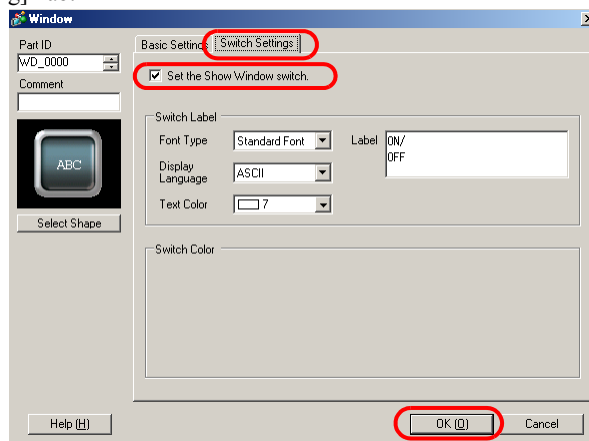 g]
Window
Part ID
WD_0000
Comment
ABC
Select Shape
Basic Settings
Switch Settings
Set the Show Window switch.
Switch Label
Font Type
Standard Font
Label
ON/
OFF
Display
Language
ASCII
Text Color
7
Switch Color
Help (H)
OK (O)
Cancel